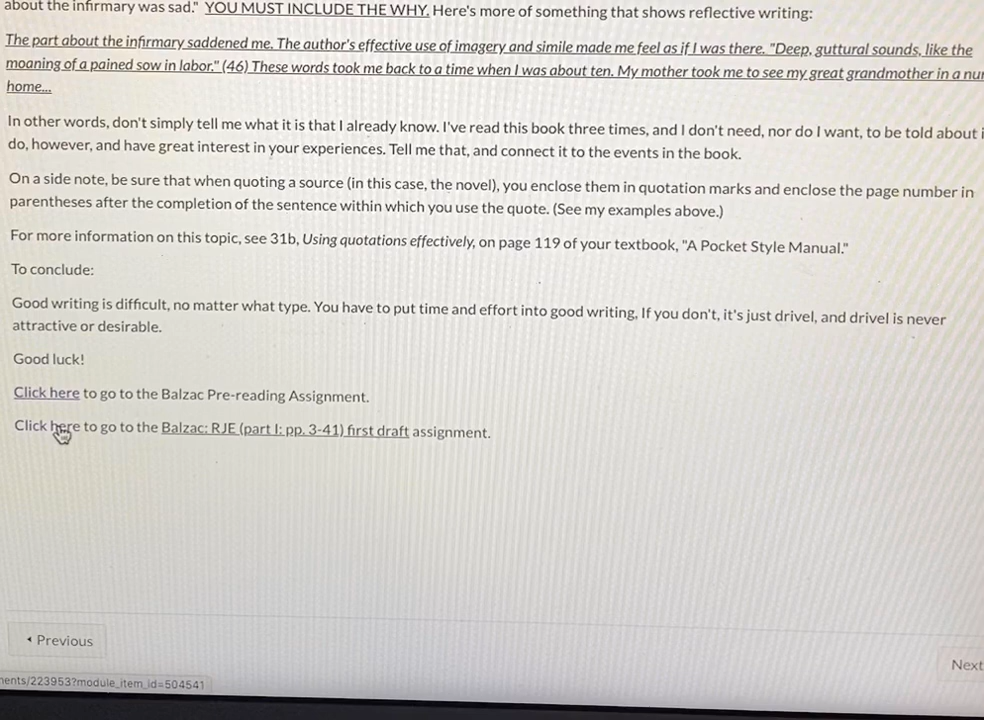 about the infirmary was sad." YOU MUST INCLUDE THE WHY. Here's more of something that shows reflective writing:
The part about the infirmary saddened me. The author's effective use of imagery and simile made me feel as if I was there. "Deep, guttural sounds, like the
moaning of a pained sow in labor." (46) These words took me back to a time when I was about ten. My mother took me to see my great grandmother in a
home...
In other words, don't simply tell me what it is that I already know. I've read this book three times, and I don't need, nor do I want, to be told about
do, however, and have great interest in your experiences. Tell me that, and connect it to the events in the book.
On a side note, be sure that when quoting a source (in this case, the novel), you enclose them in quotation marks and enclose the page number in
parentheses after the completion of the sentence within which you use the quote. (See my examples above.)
For more information on this topic, see 31b, Using quotations effectively, on page 119 of your textbook, "A Pocket Style Manual."
To conclude:
Good writing is difficult, no matter what type. You have to put time and effort into good writing. If you don't, it's just drivel, and drivel is never
attractive or desirable.
Good luck!
Click here to go to the Balzac Pre-reading Assignment.
Click here to go to the Balzac: RJE (part I: pp. 3-41) first draft assignment.
Previous
Next
ments/223953?module_item_id=504541